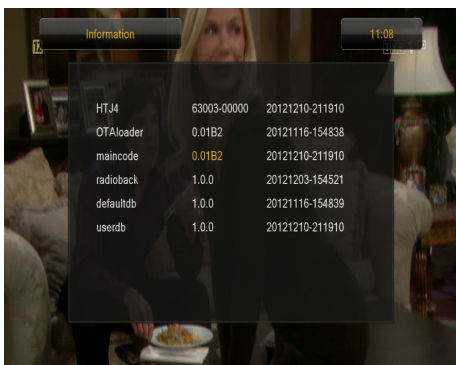 Information 11:08
HTJ4 63003-00000 20121210-211910
OTAloader 0.01B2 20121116-154838
maincode 0.01B2 20121210-211910
radioback 1.0.0 20121203-154521
defaultdb 1.0.0 20121116-154839
userdb 1.0.0 20121210-211910